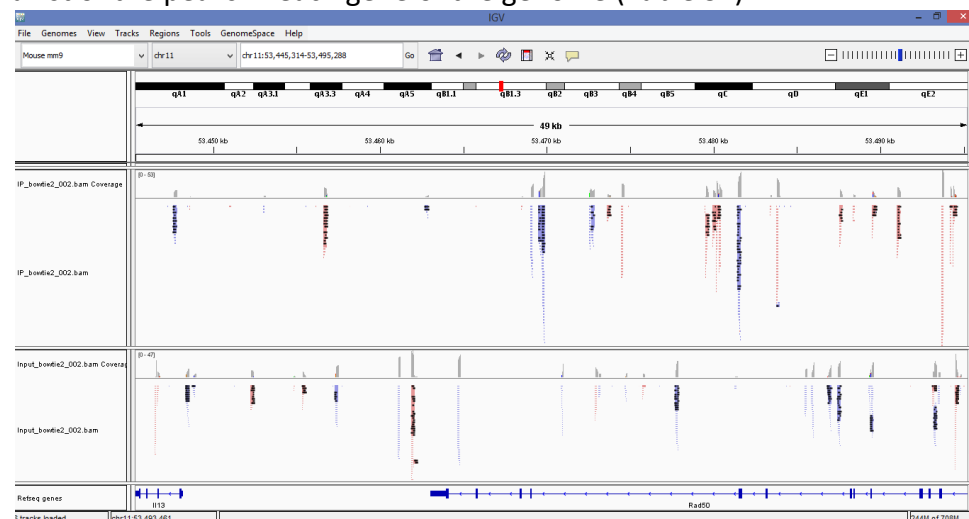 IGV
File Genomes View Tracks Regions Tools GenomeSpace Help
Mouse mm9 chr11 chr11:53,445,314-53,495,288 Go
qA1 qA2 qA3.1 qA3.3 qA4 qA5 qB1.1 qB1.3 qB2 qB3 qB4 qB5 qC qD qE1 qE2
49 kb
53.450 kb 53.460 kb 53.470 kb 53.480 kb 53.490 kb
IP_bowtie2_002.bam Coverage [0 - 53]
IP_bowtie2_002.bam
Input_bowtie2_002.bam Covera [0 - 47]
Input_bowtie2_002.bam
Refseq genes
Il13 Rad50
tracks loaded chr11:53,493,461 244M of 708M